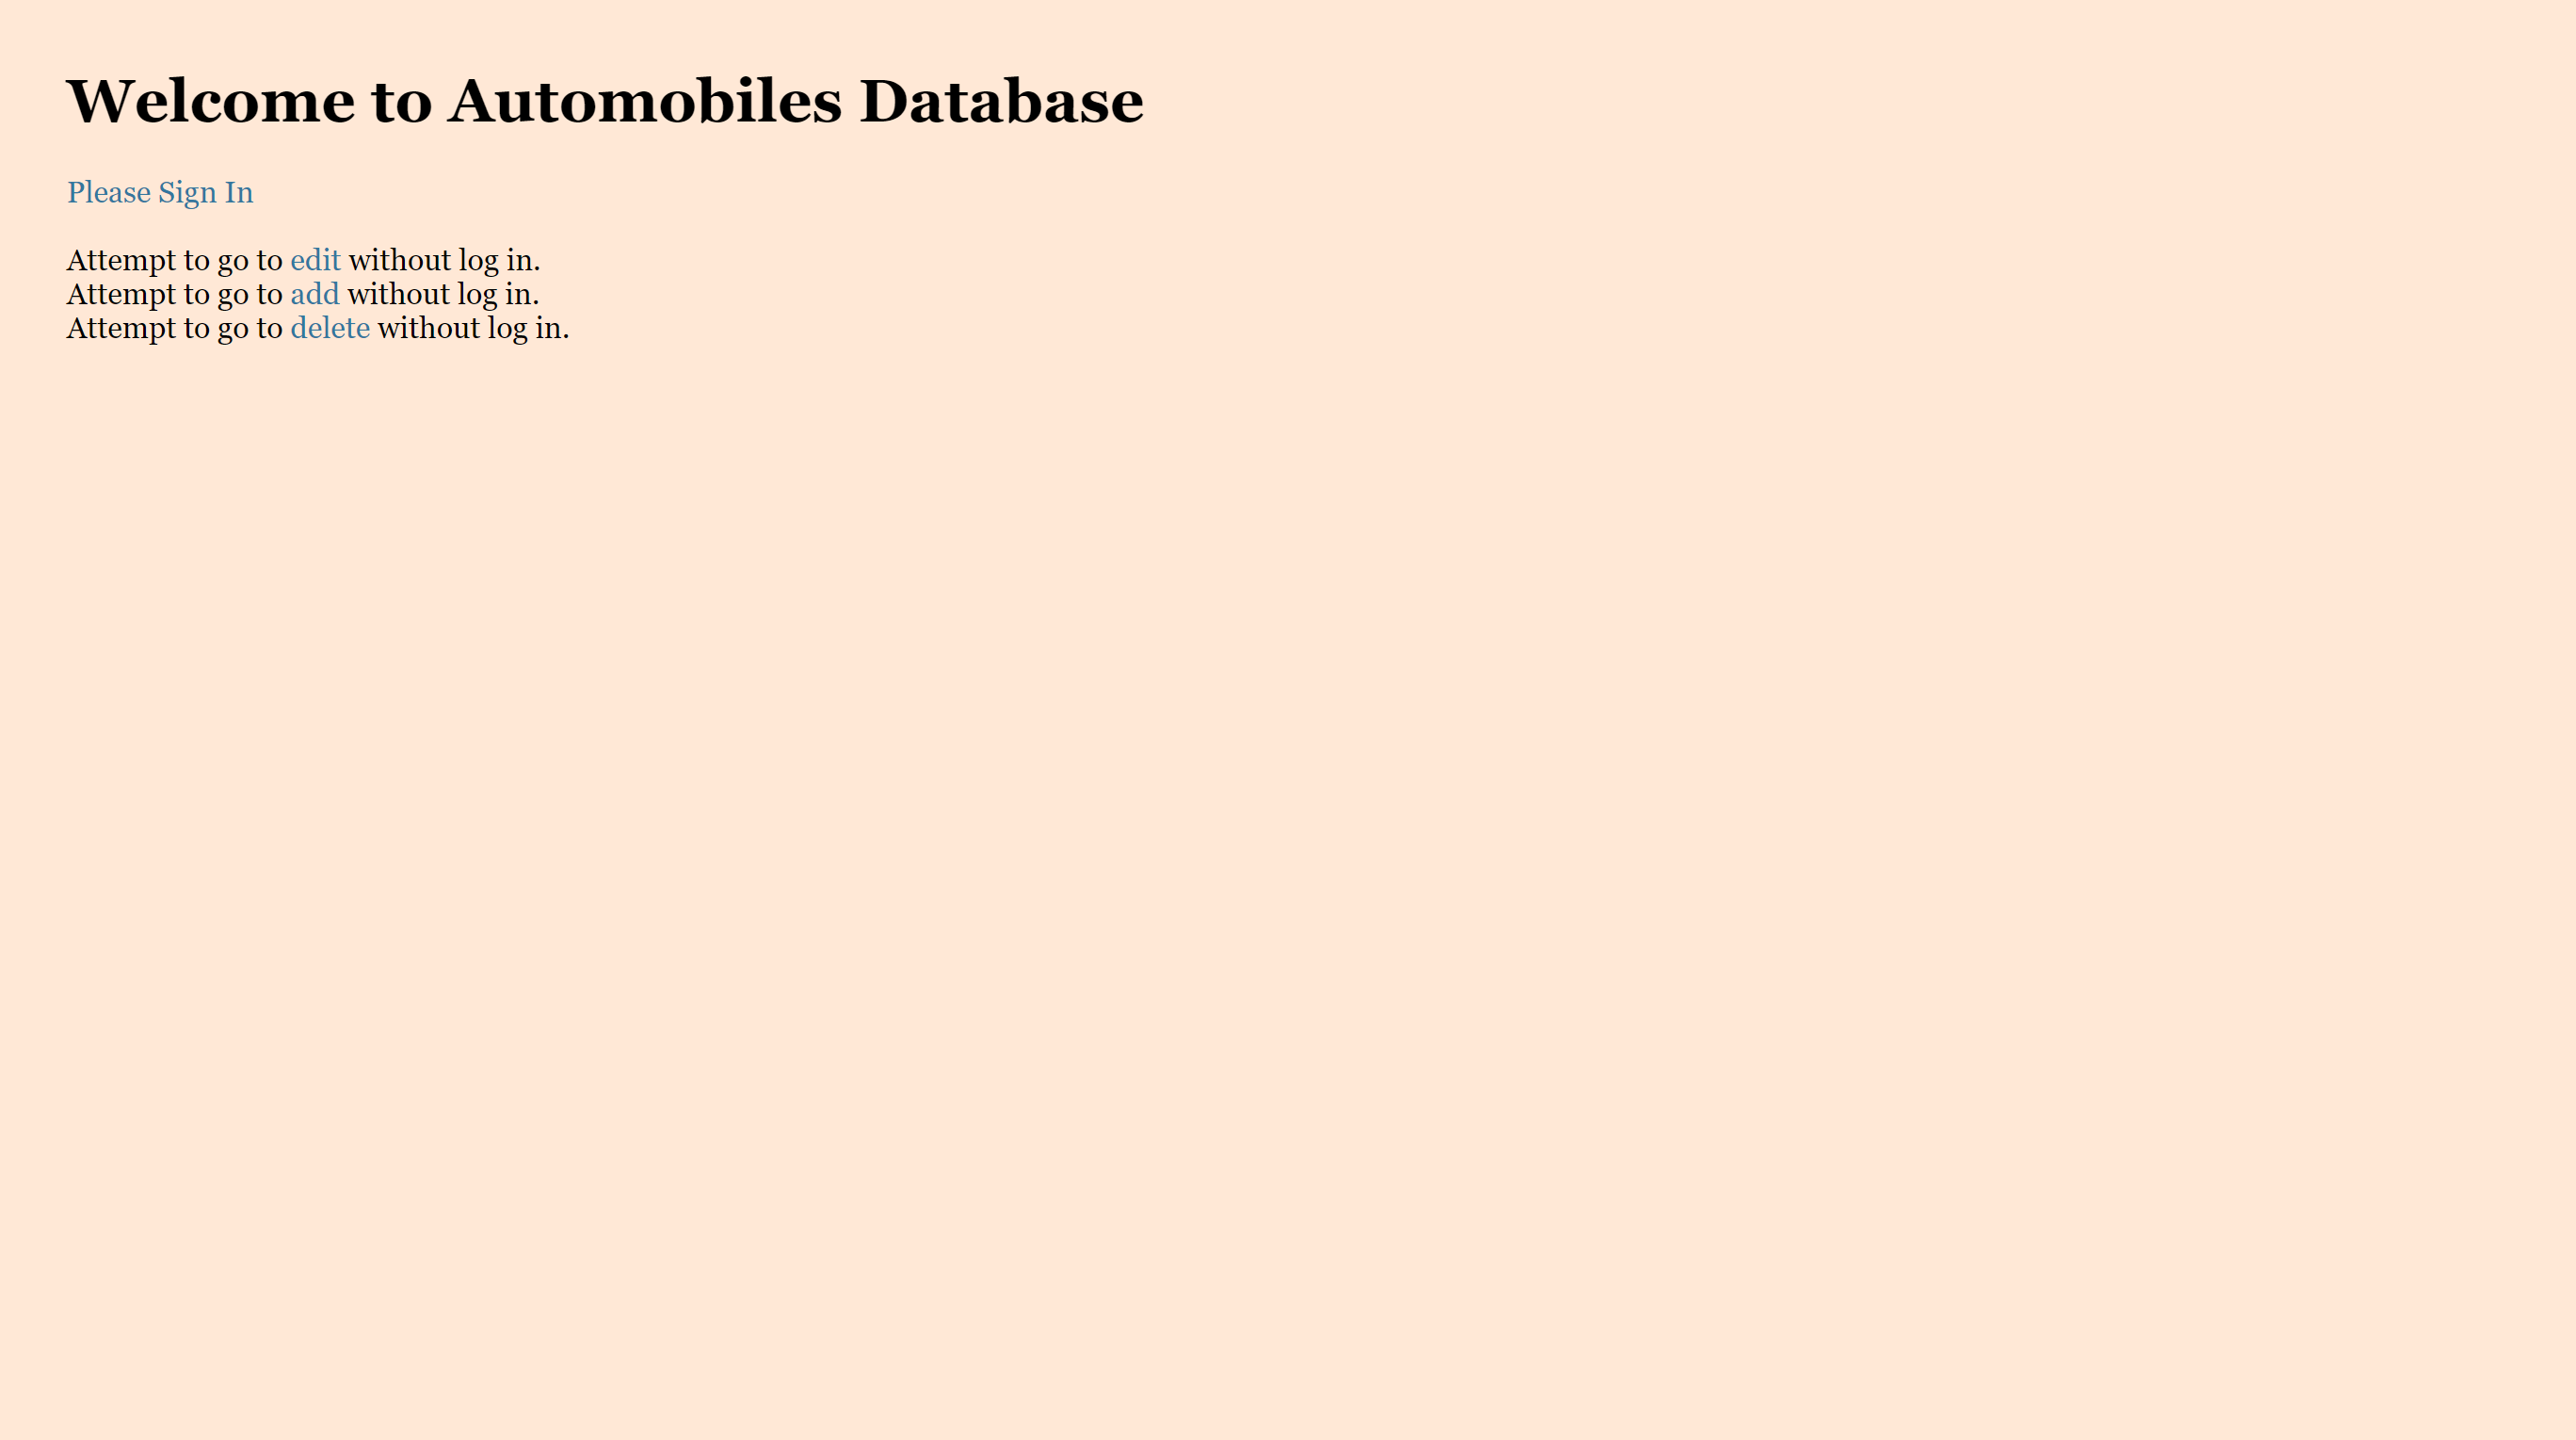 Welcome to Automobiles Database
Please Sign In
Attempt to go to edit without log in.
Attempt to go to add without log in.
Attempt to go to delete without log in.